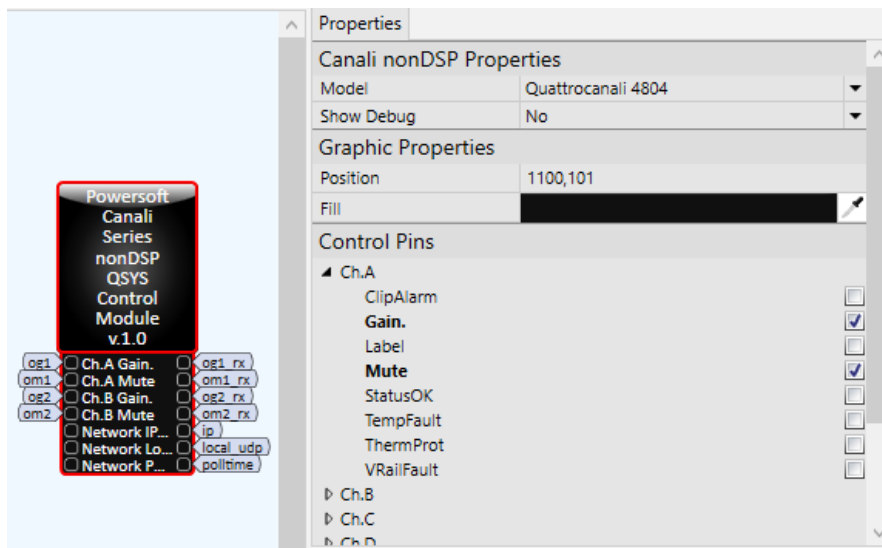 Powersoft
Canali
Series
nonDSP
QSYS
Control
Module
v.1.0
og1 Ch.A Gain. og1_rx
om1 Ch.A Mute om1_rx
og2 Ch.B Gain. og2_rx
om2 Ch.B Mute om2_rx
Network IP... ip
Network Lo... local_udp
Network P... polltime
Properties
Canali nonDSP Properties
Model Quattrocanali 4804
Show Debug No
Graphic Properties
Position 1100,101
Fill
Control Pins
Ch.A
ClipAlarm
Gain.
Label
Mute
StatusOK
TempFault
ThermProt
VRailFault
Ch.B
Ch.C
Ch.D